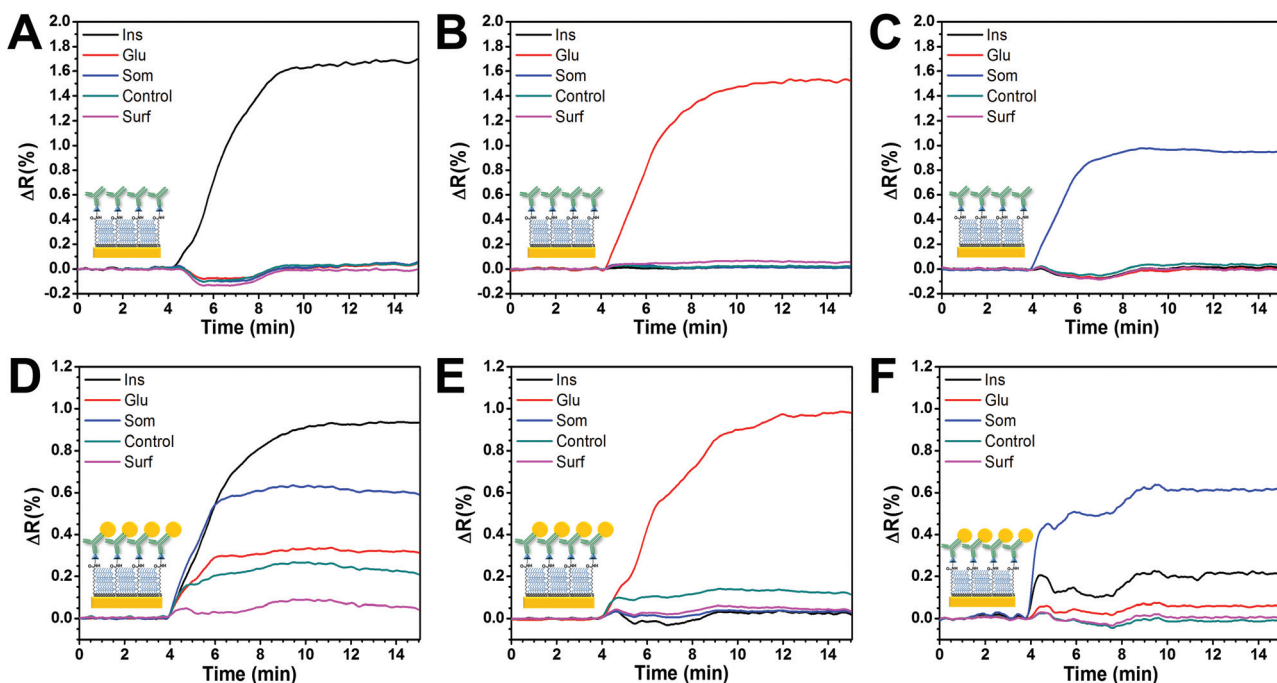 A
ΔR(%)
2.0
1.8
1.6
1.4
1.2
1.0
0.8
0.6
0.4
0.2
0.0
-0.2
Ins
Glu
Som
Control
Surf
0 2 4 6 8 10 12 14
Time (min)
B
ΔR(%)
2.0
1.8
1.6
1.4
1.2
1.0
0.8
0.6
0.4
0.2
0.0
-0.2
Ins
Glu
Som
Control
Surf
0 2 4 6 8 10 12 14
Time (min)
C
ΔR(%)
2.0
1.8
1.6
1.4
1.2
1.0
0.8
0.6
0.4
0.2
0.0
-0.2
Ins
Glu
Som
Control
Surf
0 2 4 6 8 10 12 14
Time (min)
D
ΔR(%)
1.2
1.0
0.8
0.6
0.4
0.2
0.0
Ins
Glu
Som
Control
Surf
0 2 4 6 8 10 12 14
Time (min)
E
ΔR(%)
1.2
1.0
0.8
0.6
0.4
0.2
0.0
Ins
Glu
Som
Control
Surf
0 2 4 6 8 10 12 14
Time (min)
F
ΔR(%)
1.2
1.0
0.8
0.6
0.4
0.2
0.0
Ins
Glu
Som
Control
Surf
0 2 4 6 8 10 12 14
Time (min)